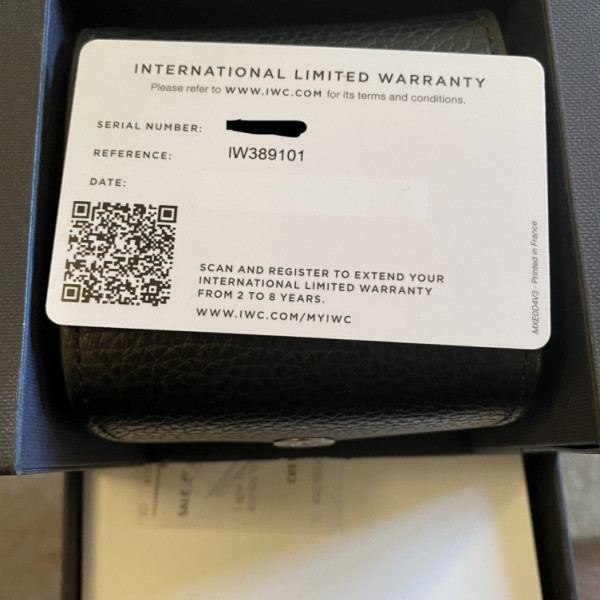 INTERNATIONAL LIMITED WARRANTY
Please refer to WWW.IWC.COM for its terms and conditions.
SERIAL NUMBER:
REFERENCE: IW389101
DATE:
SCAN AND REGISTER TO EXTEND YOUR
INTERNATIONAL LIMITED WARRANTY
FROM 2 TO 8 YEARS.
WWW.IWC.COM/MYIWC
MXE0D4V3 - Printed in France
SALE